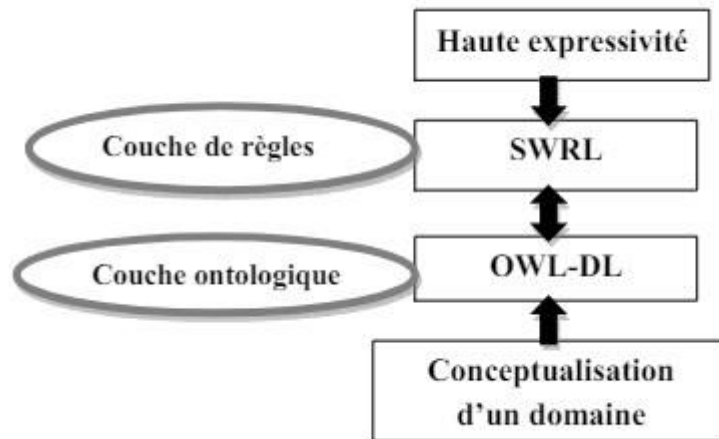 Haute expressivité
Couche de règles
SWRL
Couche ontologique
OWL-DL
Conceptualisation
d'un domaine